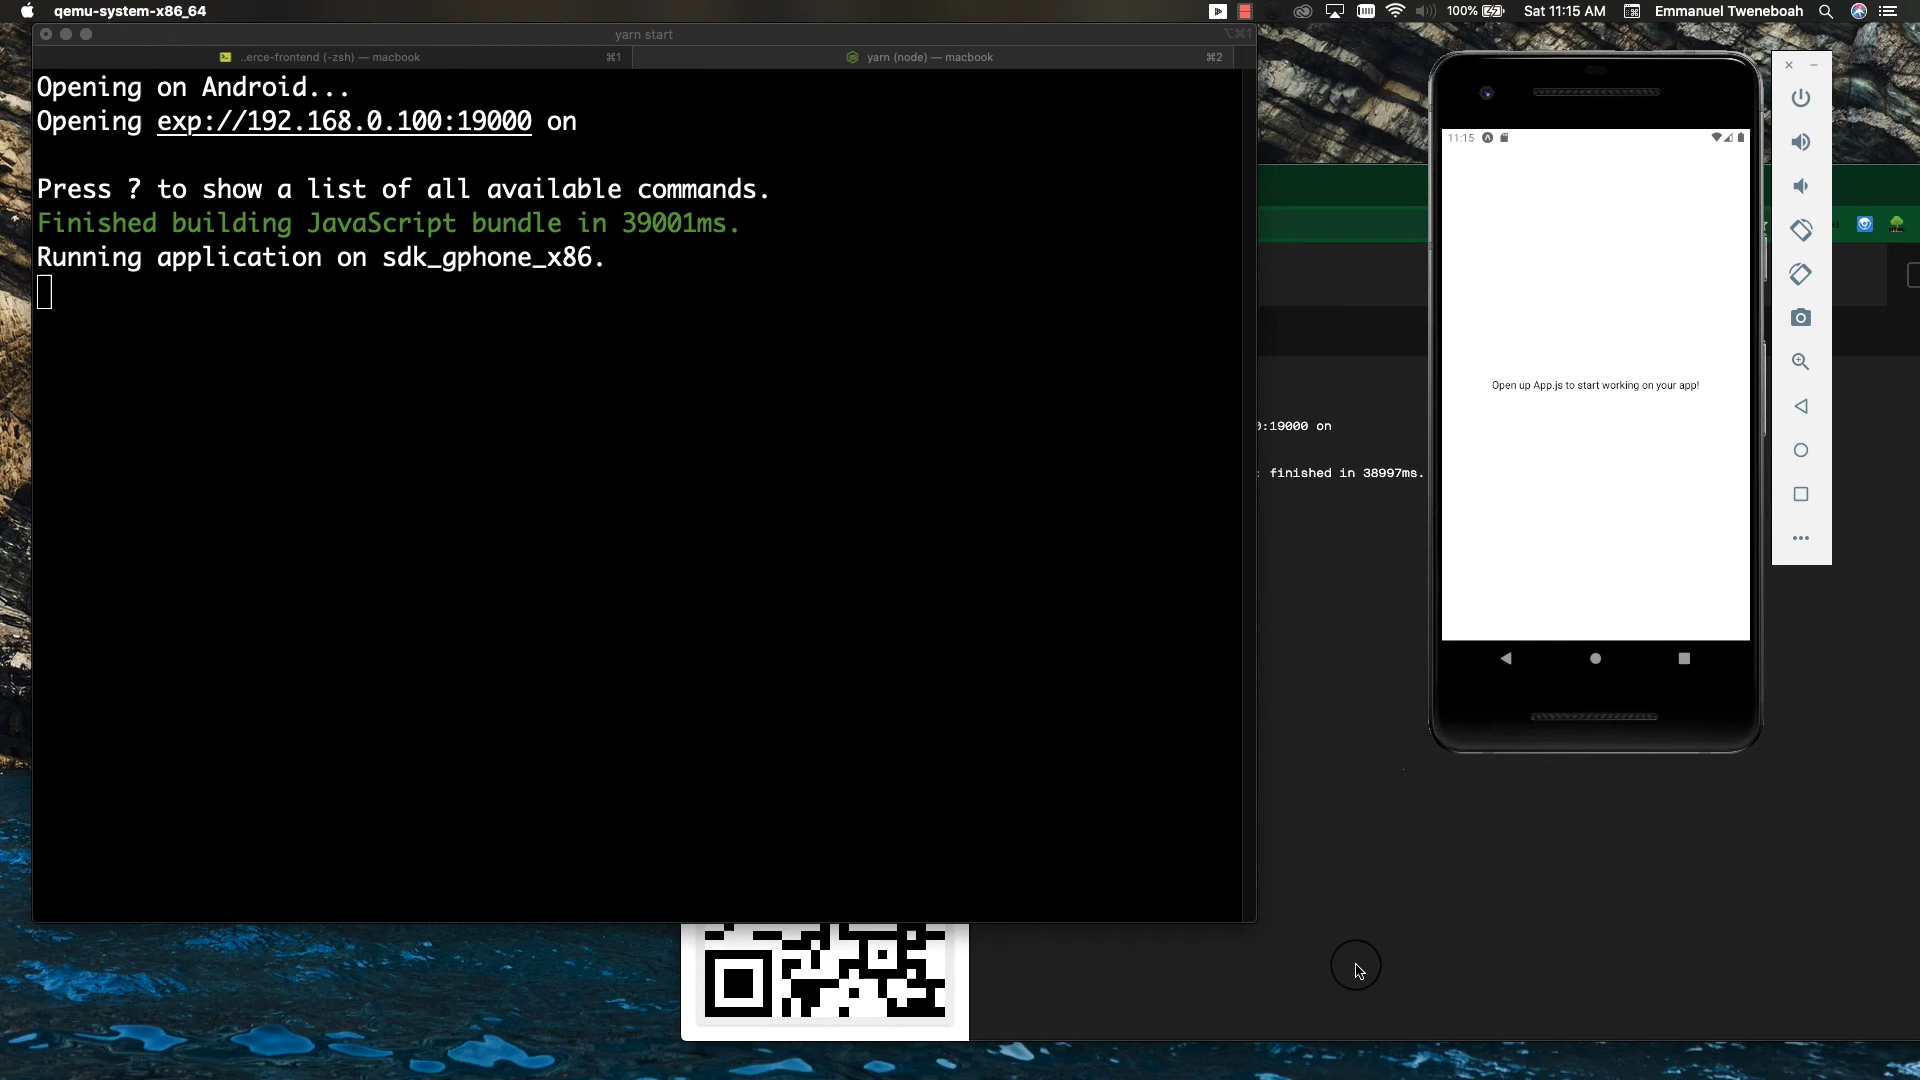 qemu-system-x86_64
100%
Sat 11:15 AM
Emmanuel Tweneboah
yarn start
⌥⌘1
..erce-frontend (-zsh) — macbook
⌘1
yarn (node) — macbook
⌘2
Opening on Android...
Opening exp://192.168.0.100:19000 on
Press ? to show a list of all available commands.
Finished building JavaScript bundle in 39001ms.
Running application on sdk_gphone_x86.
:19000 on
finished in 38997ms.
11:15
Open up App.js to start working on your app!